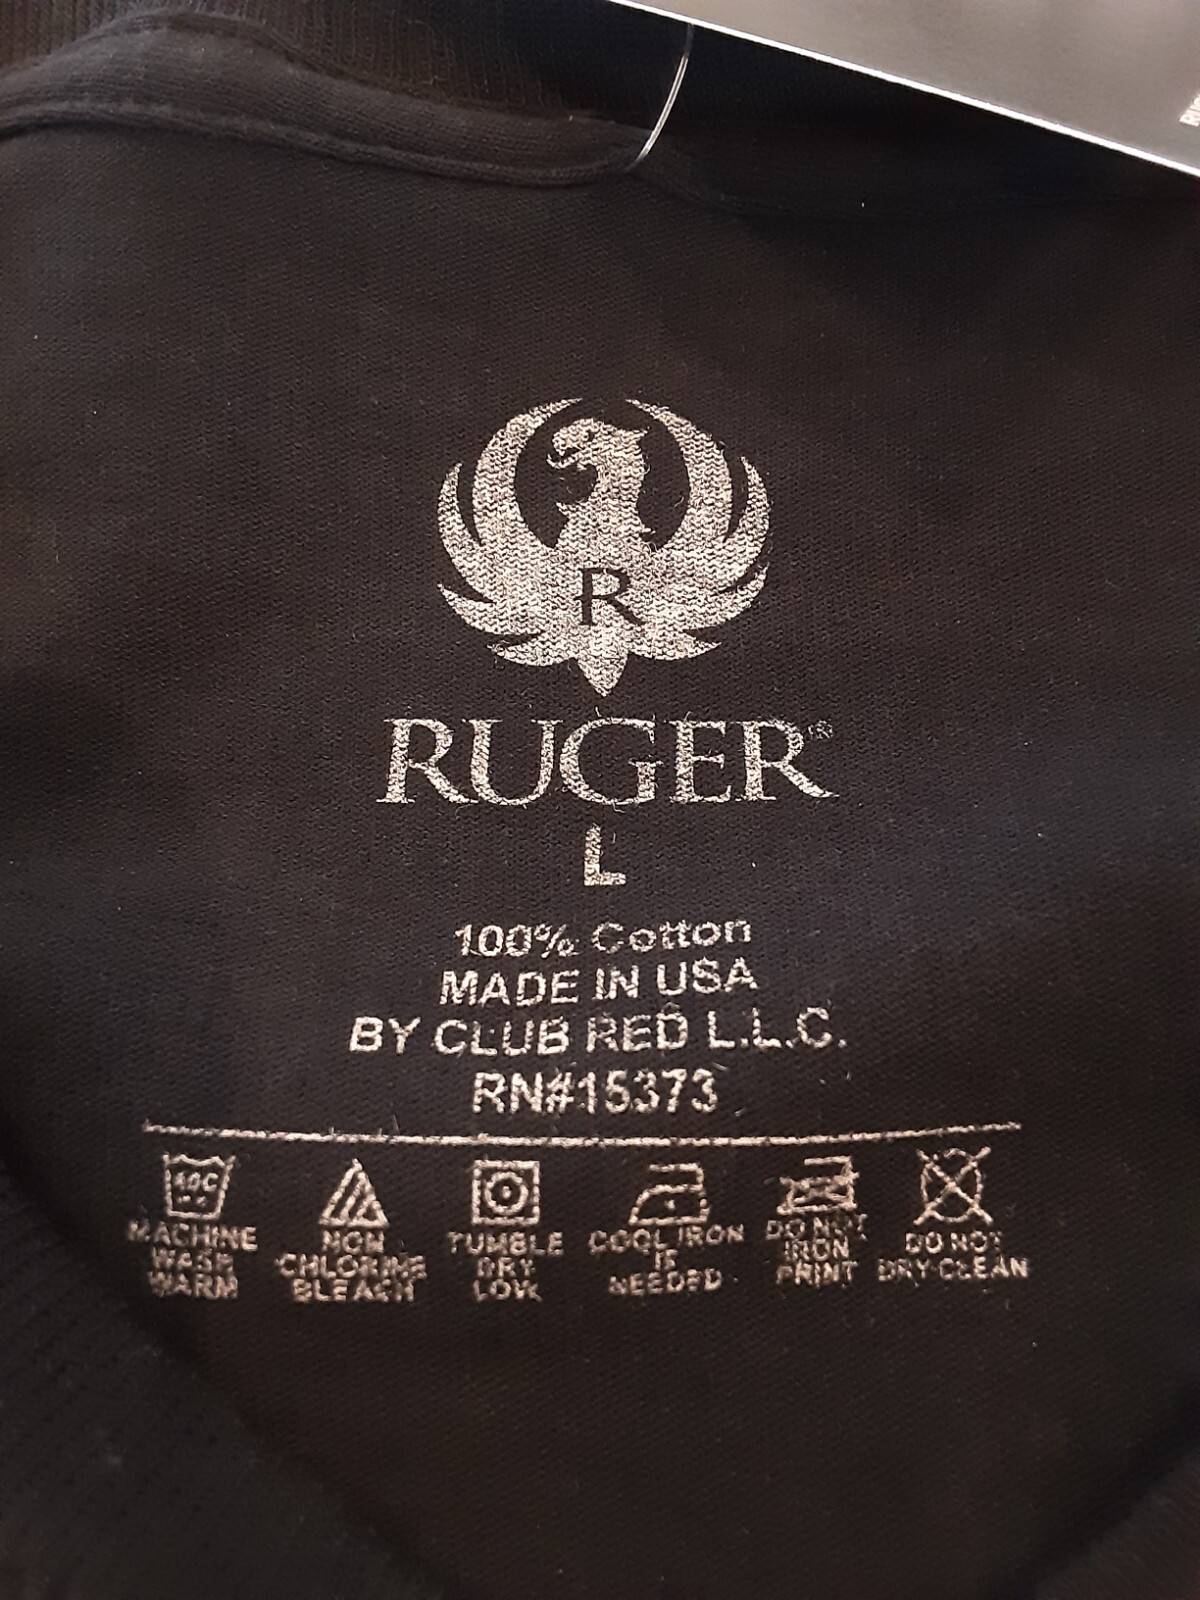 R
RUGER®
L
100% Cotton
MADE IN USA
BY CLUB RED L.L.C.
RN#15373
40C
MACHINE
WASH
WARM
NON
CHLORINE
BLEACH
TUMBLE
DRY
LOW
COOL IRON
IF
NEEDED
DO NOT
IRON
PRINT
DO NOT
DRY CLEAN